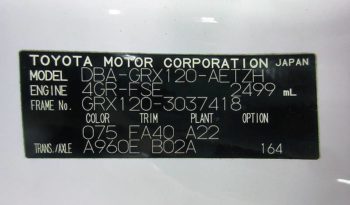 TOYOTA MOTOR CORPORATION JAPAN
MODEL DBA-GRX120-AETZH
ENGINE 4GR-FSE 2499 mL
FRAME No. GRX120-3037418
COLOR TRIM PLANT OPTION
075 FA40 A22
TRANS./AXLE A960E B02A 164